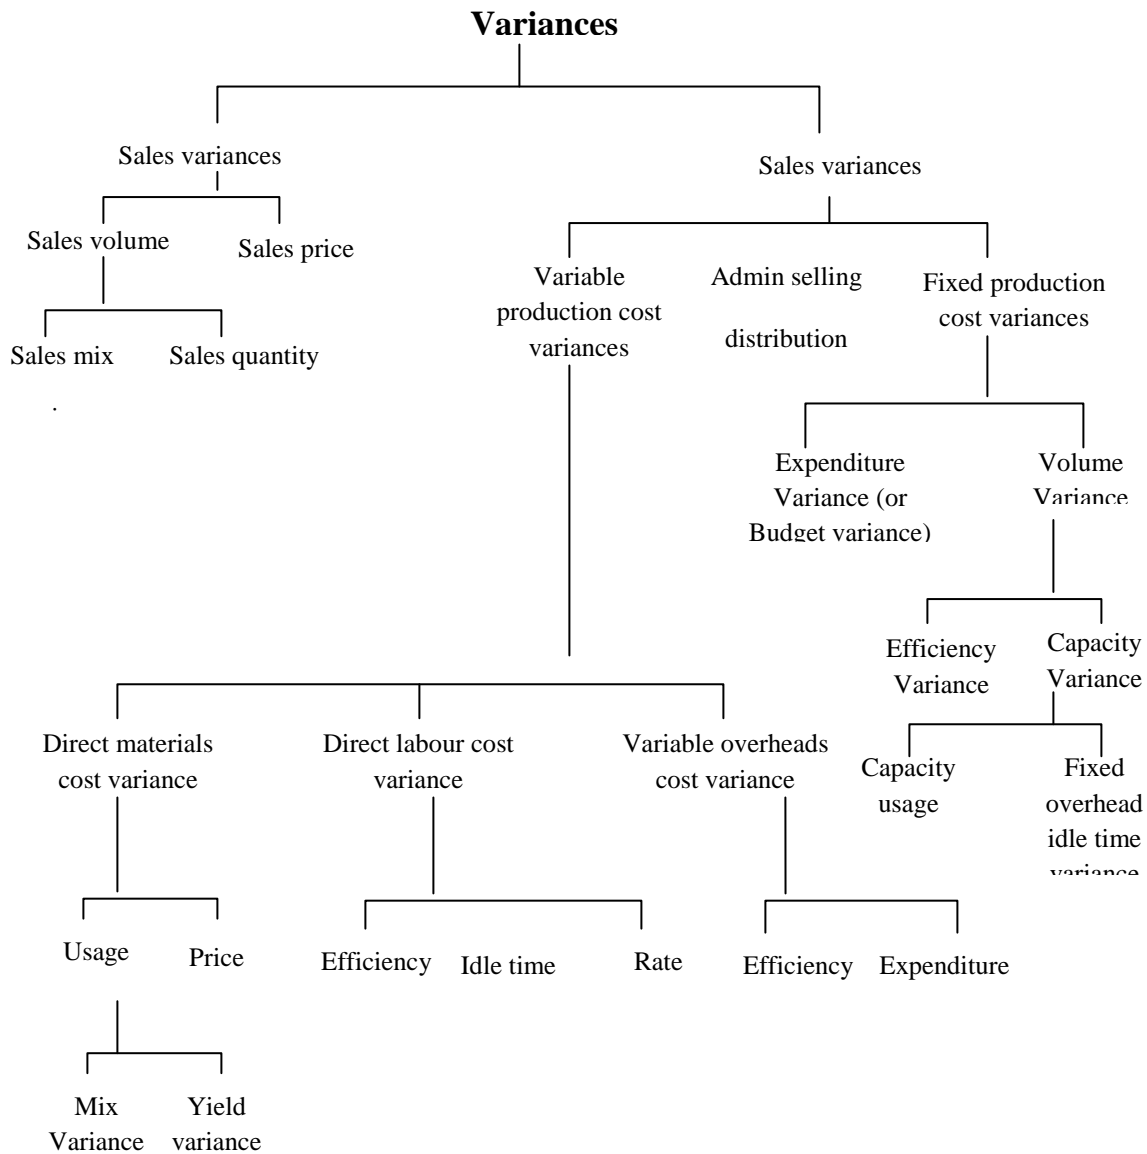 Variances
Sales variances
Sales variances
Sales volume
Sales price
Variable
production cost
variances
Admin selling
distribution
Fixed production
cost variances
Sales mix
Sales quantity
.
Expenditure
Variance (or
Budget variance)
Volume
Variance
Efficiency
Variance
Capacity
Variance
Direct materials
cost variance
Direct labour cost
variance
Variable overheads
cost variance
Capacity
usage
Fixed
overhead
idle time
variance
Usage
Price
Efficiency
Idle time
Rate
Efficiency
Expenditure
Mix
Variance
Yield
variance